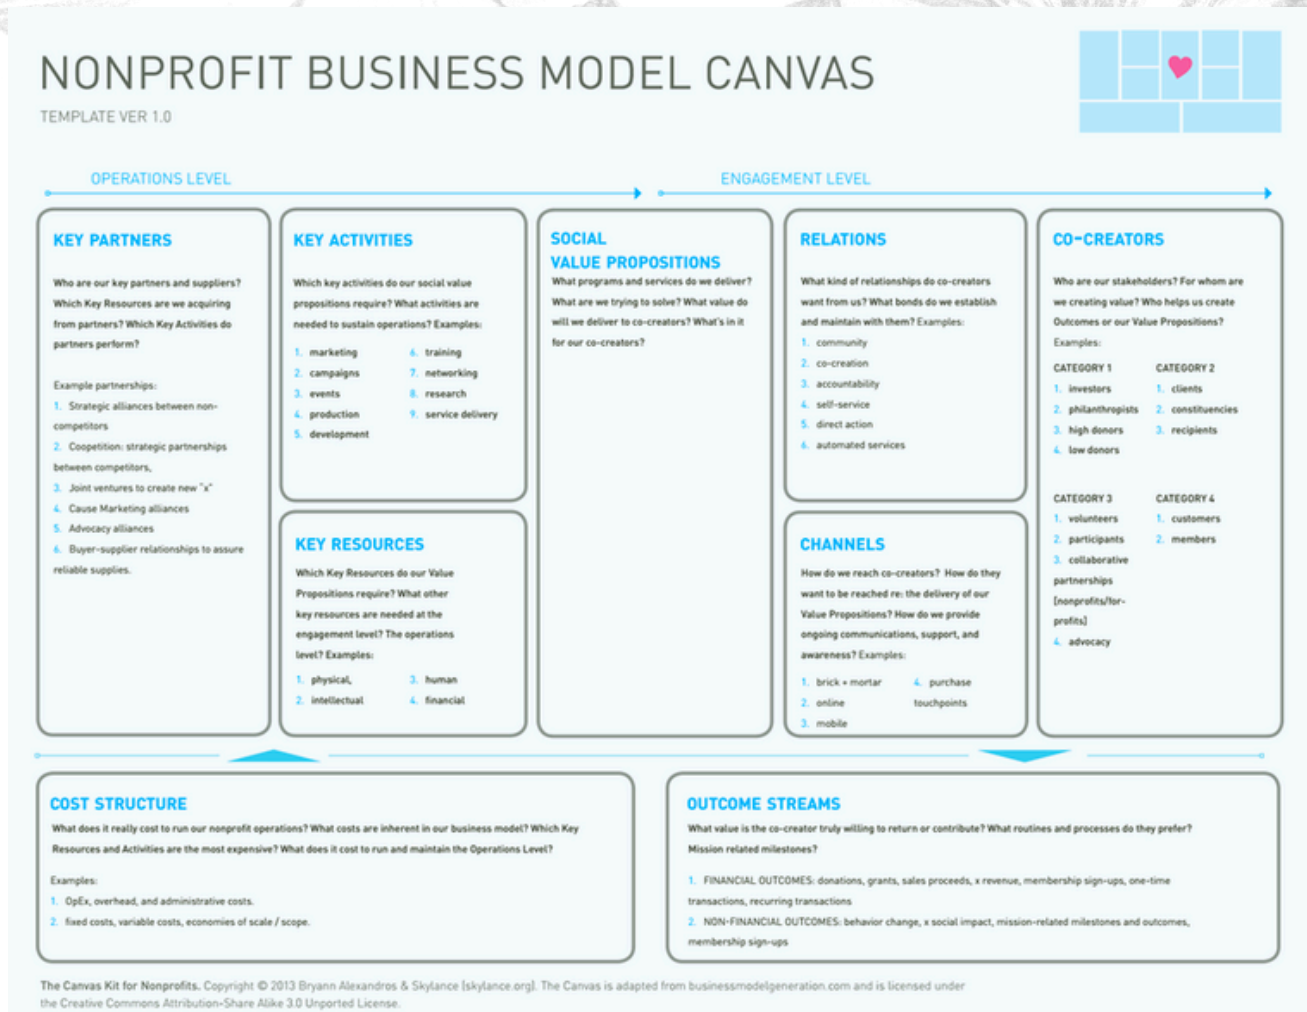 NONPROFIT BUSINESS MODEL CANVAS
TEMPLATE VER 1.0
OPERATIONS LEVEL
ENGAGEMENT LEVEL
KEY PARTNERS
Who are our key partners and suppliers?
Which Key Resources are we acquiring
from partners? Which Key Activities do
partners perform?
Example partnerships:
1. Strategic alliances between non-
competitors
2. Coopetition: strategic partnerships
between competitors,
3. Joint ventures to create new "x"
4. Cause Marketing alliances
5. Advocacy alliances
6. Buyer-supplier relationships to assure
reliable supplies.
KEY ACTIVITIES
Which key activities do our social value
propositions require? What activities are
needed to sustain operations? Examples:
1. marketing
2. campaigns
3. events
4. production
5. development
6. training
7. networking
8. research
9. service delivery
KEY RESOURCES
Which Key Resources do our Value
Propositions require? What other
key resources are needed at the
engagement level? The operations
level? Examples:
1. physical,
2. intellectual
3. human
4. financial
SOCIAL
VALUE PROPOSITIONS
What programs and services do we deliver?
What are we trying to solve? What value do
will we deliver to co-creators? What's in it
for our co-creators?
RELATIONS
What kind of relationships do co-creators
want from us? What bonds do we establish
and maintain with them? Examples:
1. community
2. co-creation
3. accountability
4. self-service
5. direct action
6. automated services
CHANNELS
How do we reach co-creators? How do they
want to be reached re: the delivery of our
Value Propositions? How do we provide
ongoing communications, support, and
awareness? Examples:
1. brick + mortar
2. online
3. mobile
4. purchase
touchpoints
CO-CREATORS
Who are our stakeholders? For whom are
we creating value? Who helps us create
Outcomes or our Value Propositions?
Examples:
CATEGORY 1
1. investors
2. philanthropists
3. high donors
4. low donors
CATEGORY 2
1. clients
2. constituencies
3. recipients
CATEGORY 3
1. volunteers
2. participants
3. collaborative
partnerships
[nonprofits/for-
profits]
4. advocacy
CATEGORY 4
1. customers
2. members
COST STRUCTURE
What does it really cost to run our nonprofit operations? What costs are inherent in our business model? Which Key
Resources and Activities are the most expensive? What does it cost to run and maintain the Operations Level?
Examples:
1. OpEx, overhead, and administrative costs.
2. fixed costs, variable costs, economies of scale / scope.
OUTCOME STREAMS
What value is the co-creator truly willing to return or contribute? What routines and processes do they prefer?
Mission related milestones?
1. FINANCIAL OUTCOMES: donations, grants, sales proceeds, x revenue, membership sign-ups, one-time
transactions, recurring transactions
2. NON-FINANCIAL OUTCOMES: behavior change, x social impact, mission-related milestones and outcomes,
membership sign-ups
The Canvas Kit for Nonprofits. Copyright © 2013 Bryann Alexandros & Skylance [skylance.org]. The Canvas is adapted from businessmodelgeneration.com and is licensed under
the Creative Commons Attribution-Share Alike 3.0 Unported License.